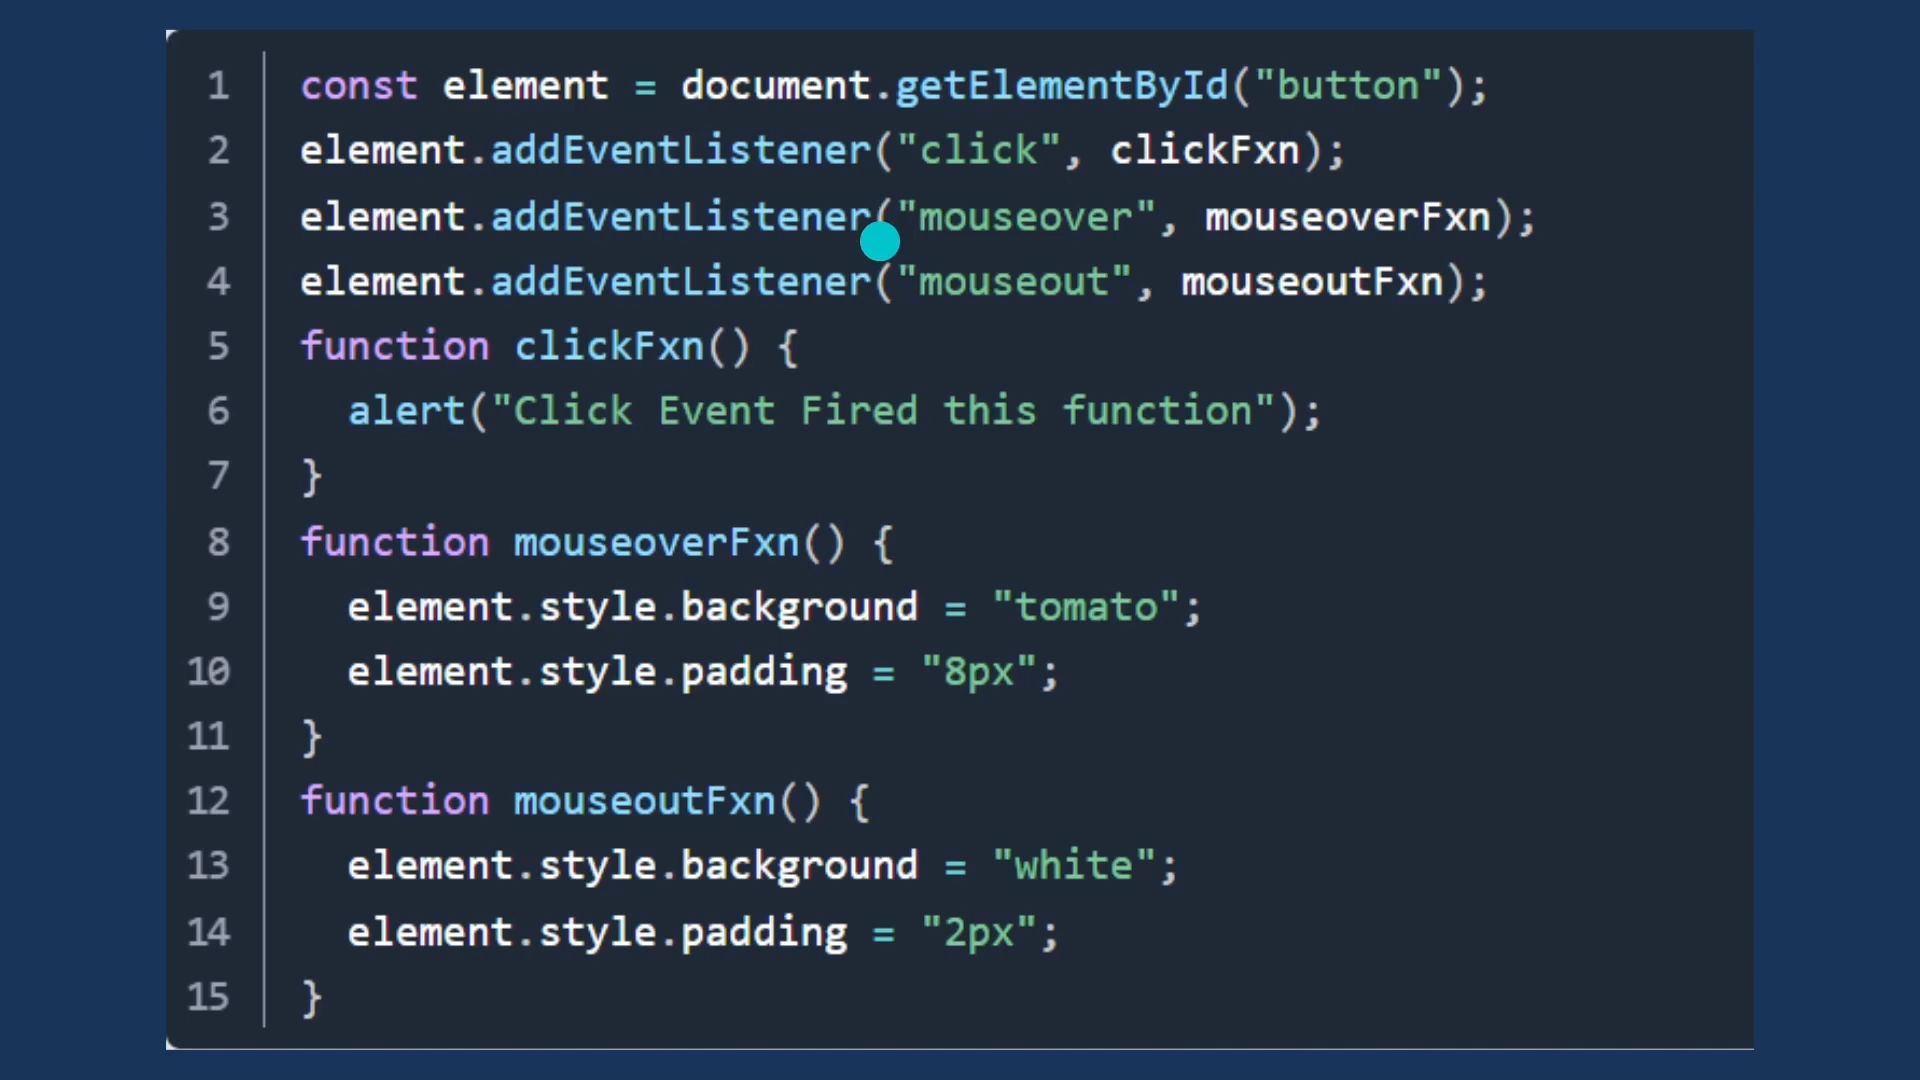 1 const element = document.getElementById("button");
2 element.addEventListener("click", clickFxn);
3 element.addEventListener("mouseover", mouseoverFxn);
4 element.addEventListener("mouseout", mouseoutFxn);
5 function clickFxn() {
6   alert("Click Event Fired this function");
7 }
8 function mouseoverFxn() {
9   element.style.background = "tomato";
10   element.style.padding = "8px";
11 }
12 function mouseoutFxn() {
13   element.style.background = "white";
14   element.style.padding = "2px";
15 }